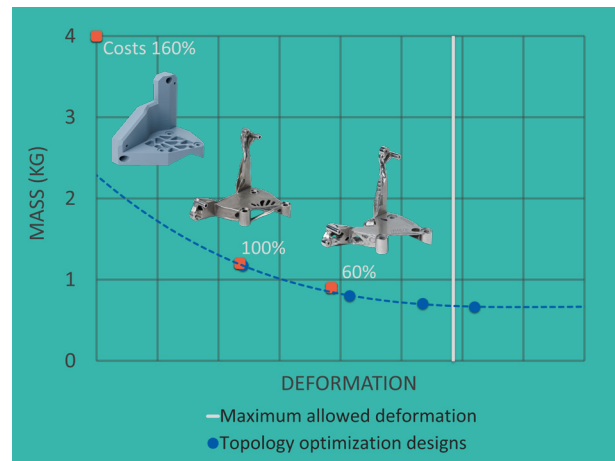 4
Costs 160%
3
2
100%
60%
1
0
MASS (KG)
DEFORMATION
Maximum allowed deformation
Topology optimization designs